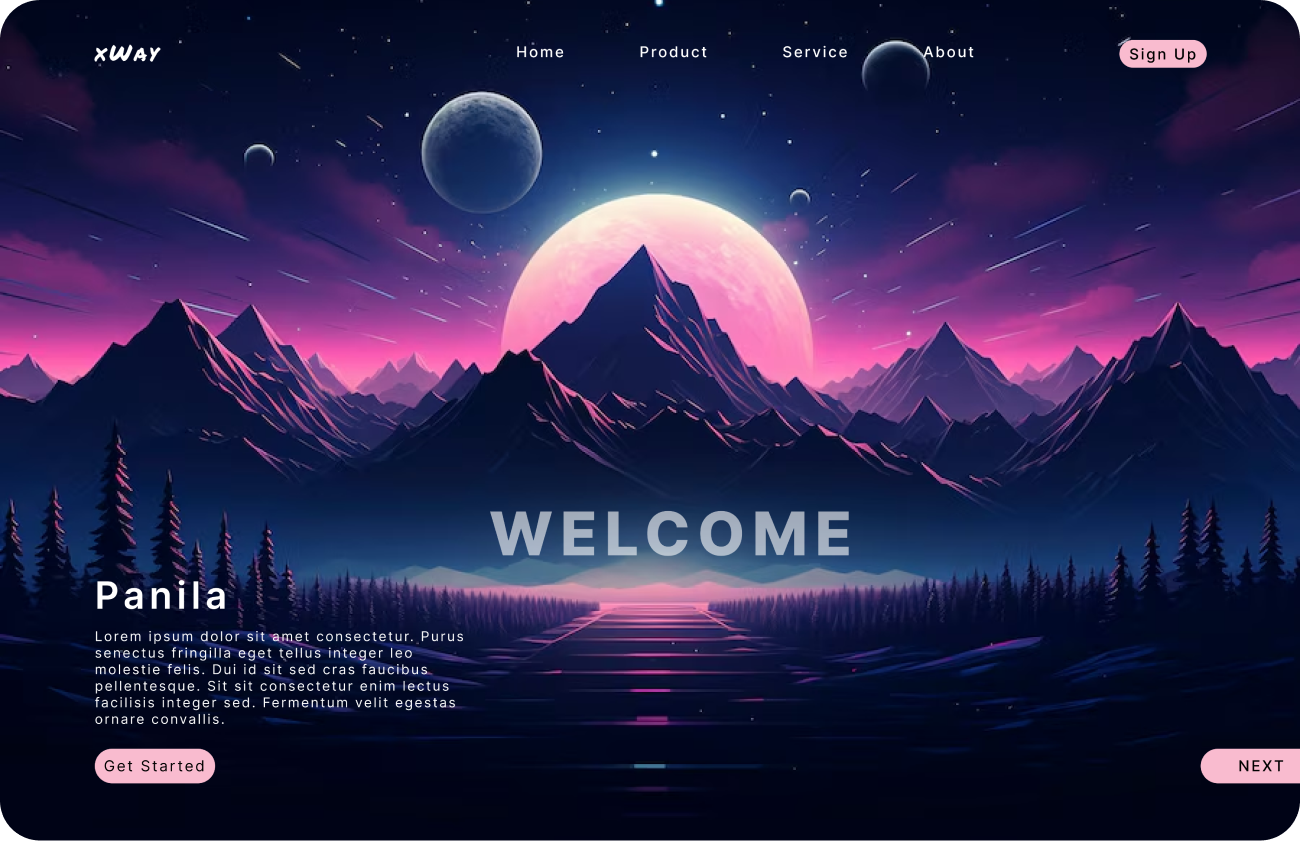 xWAY
Home Product Service About
Sign Up
WELCOME
Panila
Lorem ipsum dolor sit amet consectetur. Purus
senectus fringilla eget tellus integer leo
molestie felis. Dui id sit sed cras faucibus
pellentesque. Sit sit consectetur enim lectus
facilisis integer sed. Fermentum velit egestas
ornare convallis.
Get Started
NEXT